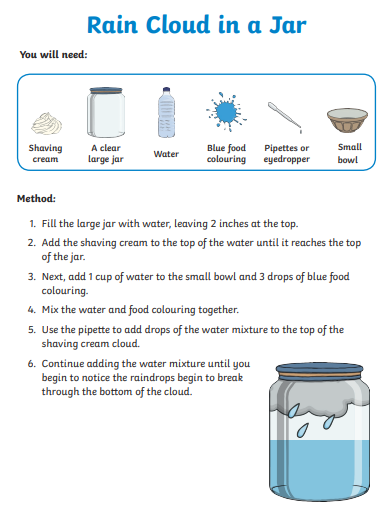 Rain Cloud in a Jar
You will need:
Shaving cream
A clear large jar
Water
Blue food colouring
Pipettes or eyedropper
Small bowl
Method:
1. Fill the large jar with water, leaving 2 inches at the top.
2. Add the shaving cream to the top of the water until it reaches the top
of the jar.
3. Next, add 1 cup of water to the small bowl and 3 drops of blue food
colouring.
4. Mix the water and food colouring together.
5. Use the pipette to add drops of the water mixture to the top of the
shaving cream cloud.
6. Continue adding the water mixture until you
begin to notice the raindrops begin to break
through the bottom of the cloud.